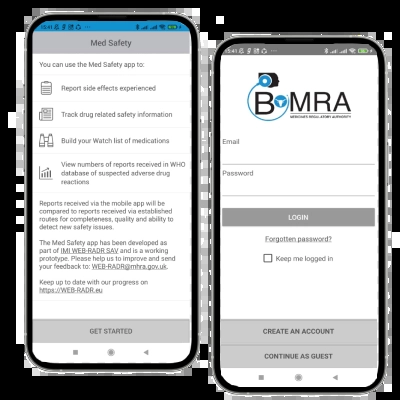 15:41
Med Safety
You can use the Med Safety app to:
Report side effects experienced
Track drug related safety information
Build your Watch list of medications
View numbers of reports received in WHO
database of suspected adverse drug
reactions
Reports received via the mobile app will
be compared to reports received via established
routes for completeness, quality and ability to
detect new safety issues.
The Med Safety app has been developed as
part of IMI WEB-RADR SAV and is a working
prototype. Please help us to improve and send
your feedback to: WEB-RADR@mhra.gov.uk.
Keep up to date with our progress on
https://WEB-RADR.eu
GET STARTED
15:41
BoMRA
MEDICINES REGULATORY AUTHORITY
Email
Password
LOGIN
Forgotten password?
Keep me logged in
CREATE AN ACCOUNT
CONTINUE AS GUEST